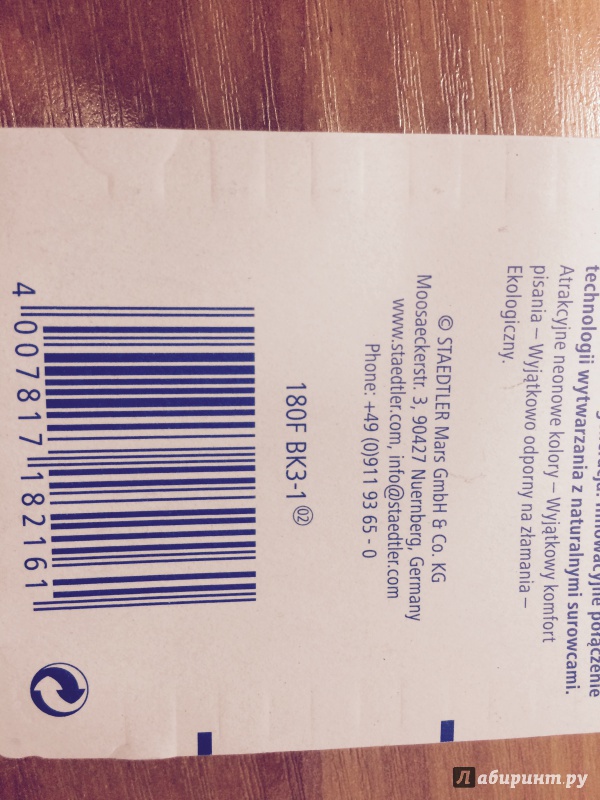 połączenie
technologii wytwarzania z naturalnymi surowcami.
Atrakcyjne neonowe kolory – Wyjątkowy komfort
pisania – Wyjątkowo odporny na złamania –
Ekologiczny.
© STAEDTLER Mars GmbH & Co. KG
Moosaeckerstr. 3, 90427 Nuernberg, Germany
www.staedtler.com, info@staedtler.com
Phone: +49 (0)911 93 65 - 0
180F BK3-1 02
4 007817 182161
Лабиринт.ру